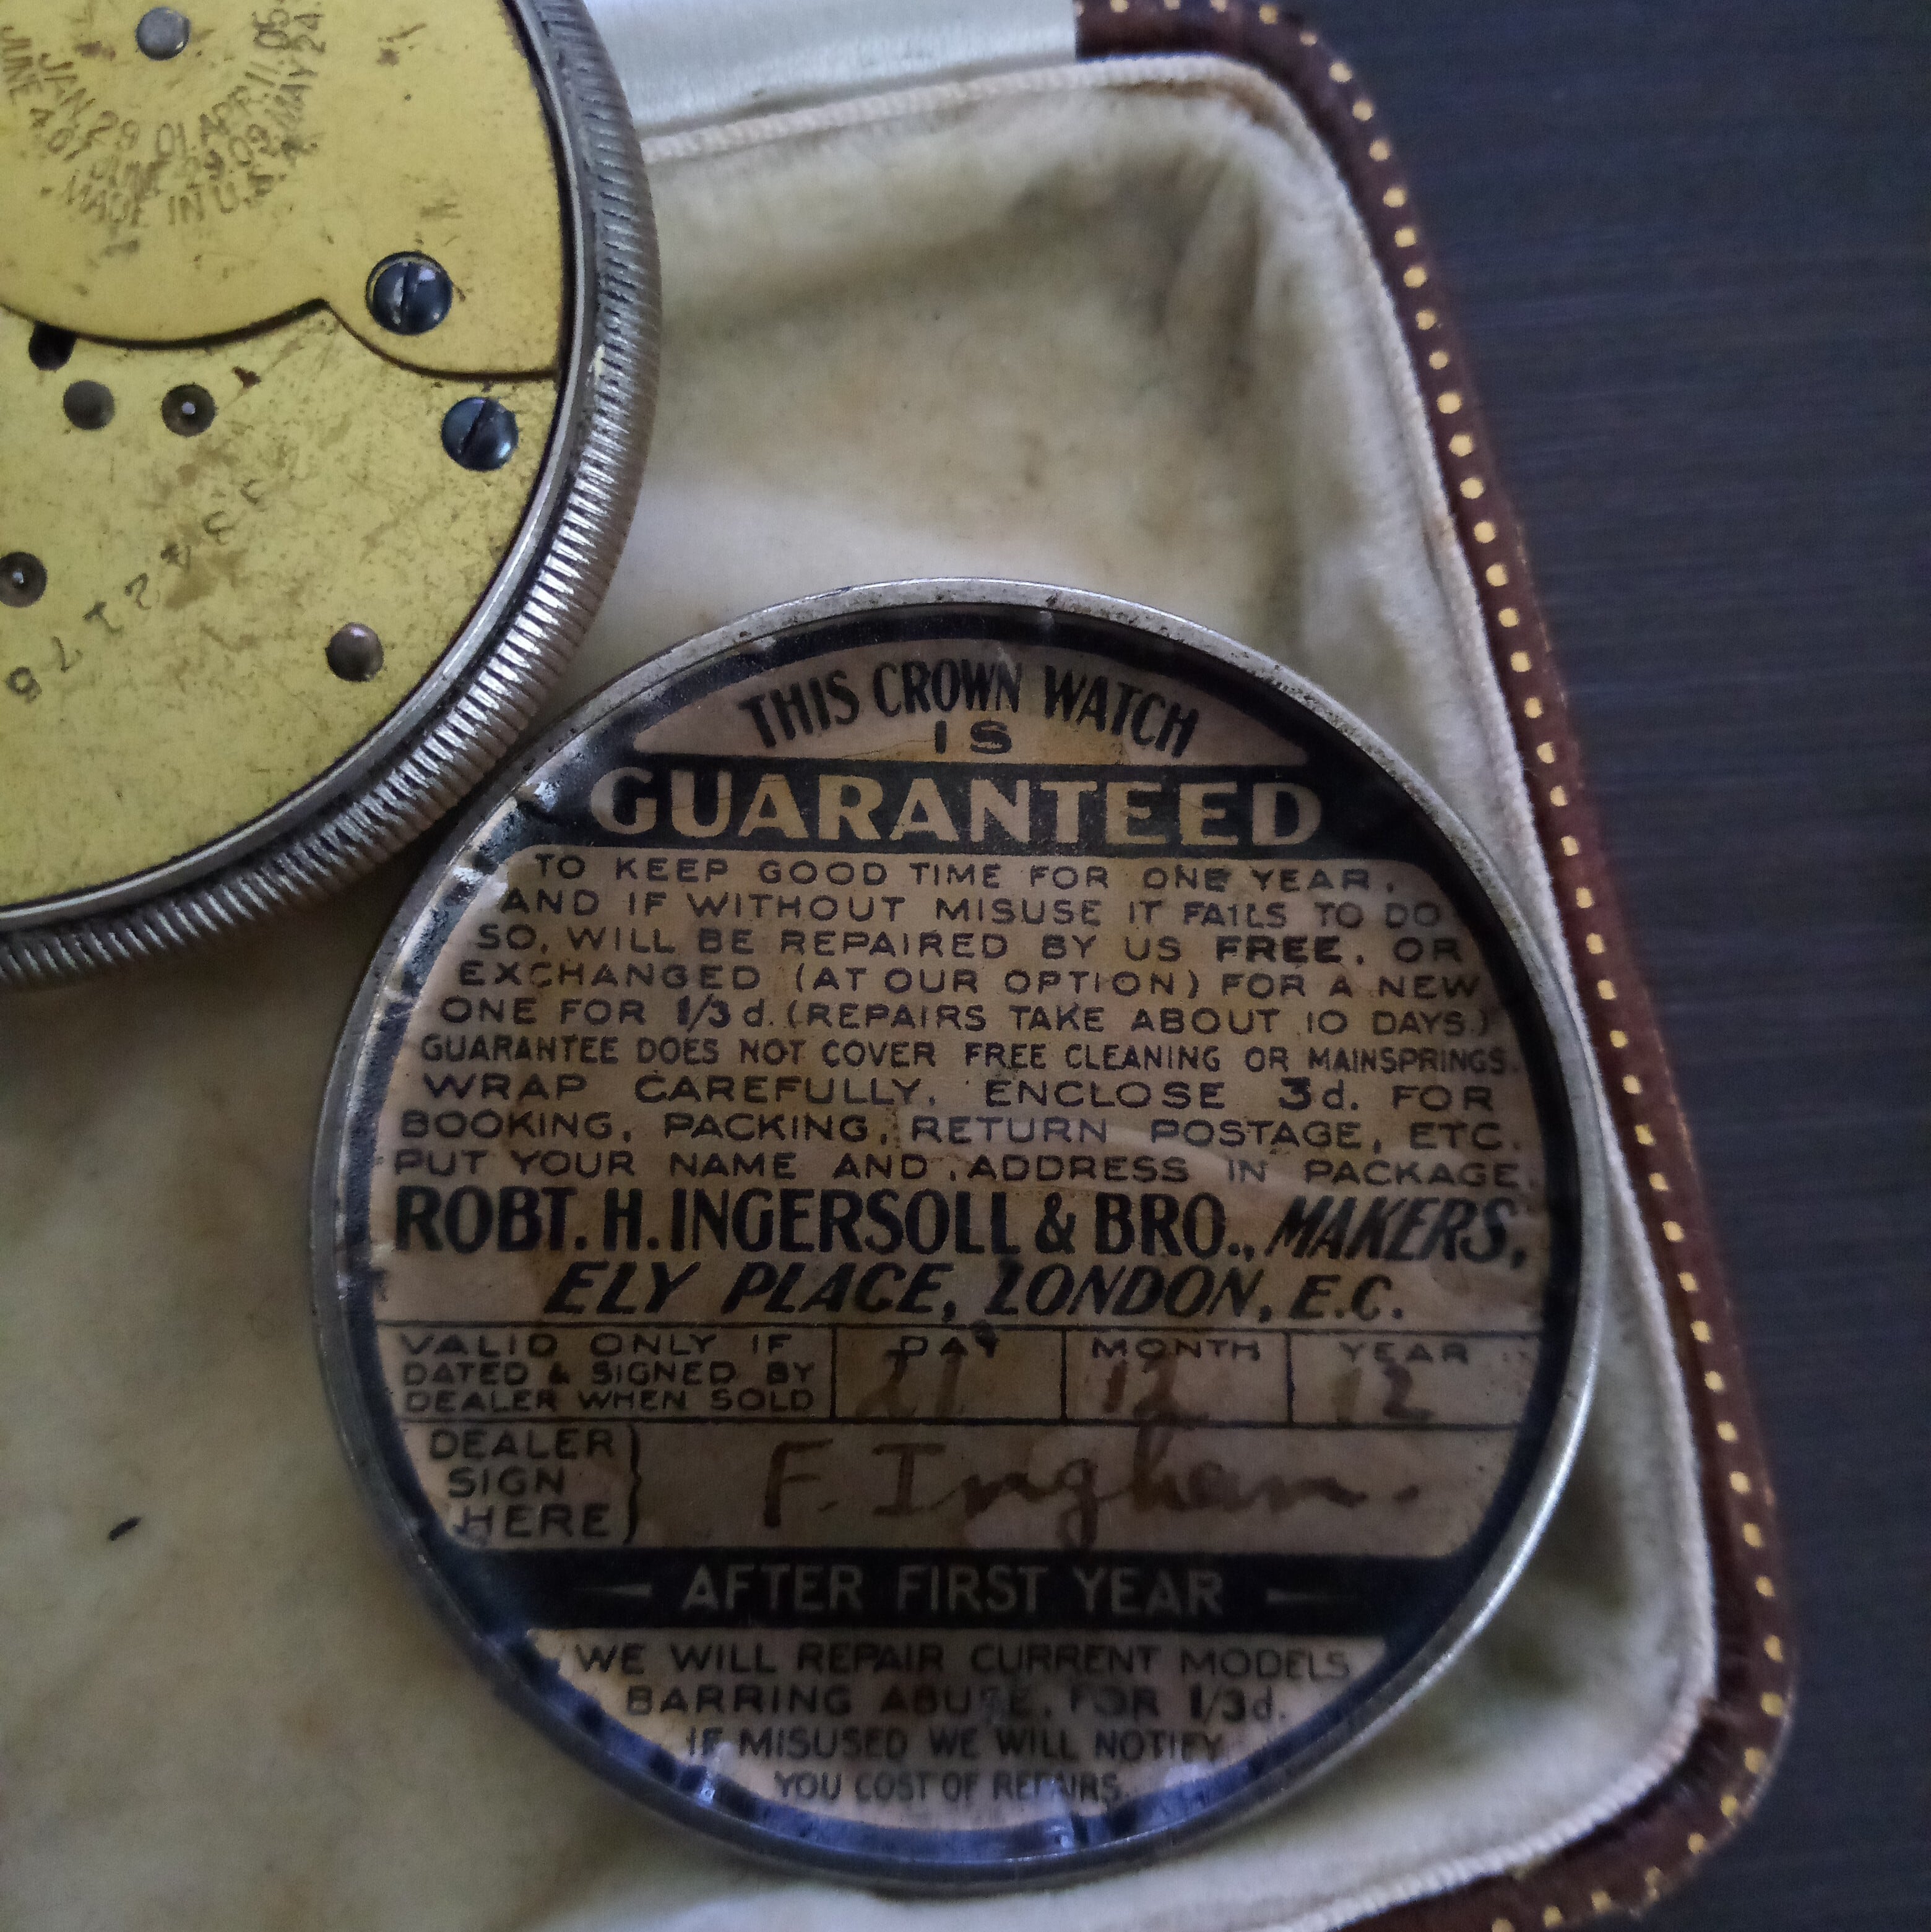 JAN. 29 01. APRIL 05.
JUNE 4. 07 JUNE 29. 09 MAY 24.
MADE IN U.S.A.
THIS CROWN WATCH
IS
GUARANTEED
TO KEEP GOOD TIME FOR ONE YEAR,
AND IF WITHOUT MISUSE IT FAILS TO DO
SO, WILL BE REPAIRED BY US FREE, OR
EXCHANGED (AT OUR OPTION) FOR A NEW
ONE FOR 1/3 d. (REPAIRS TAKE ABOUT 10 DAYS.)
GUARANTEE DOES NOT COVER FREE CLEANING OR MAINSPRINGS.
WRAP CAREFULLY, ENCLOSE 3d. FOR
BOOKING, PACKING, RETURN POSTAGE, ETC.
PUT YOUR NAME AND ADDRESS IN PACKAGE.
ROBT. H. INGERSOLL & BRO., MAKERS,
ELY PLACE, LONDON, E.C.
VALID ONLY IF
DATED & SIGNED BY
DEALER WHEN SOLD
DAY MONTH YEAR
21 12 12
DEALER
SIGN
HERE
F. Ingham.
AFTER FIRST YEAR
WE WILL REPAIR CURRENT MODELS
BARRING ABUSE, FOR 1/3d.
IF MISUSED WE WILL NOTIFY
YOU COST OF REPAIRS.